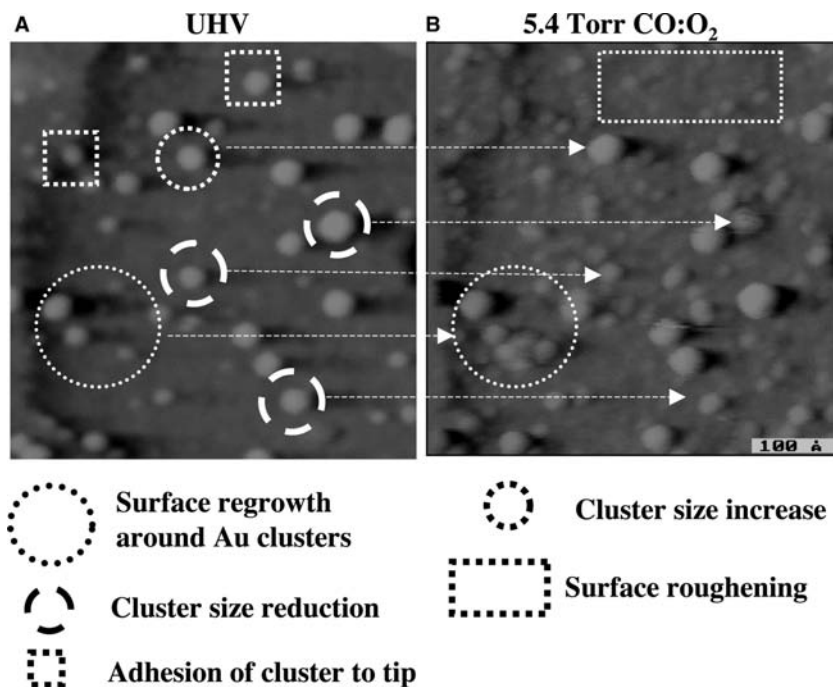 A UHV
B 5.4 Torr CO:O₂
100 Å
Surface regrowth
around Au clusters
Cluster size reduction
Adhesion of cluster to tip
Cluster size increase
Surface roughening